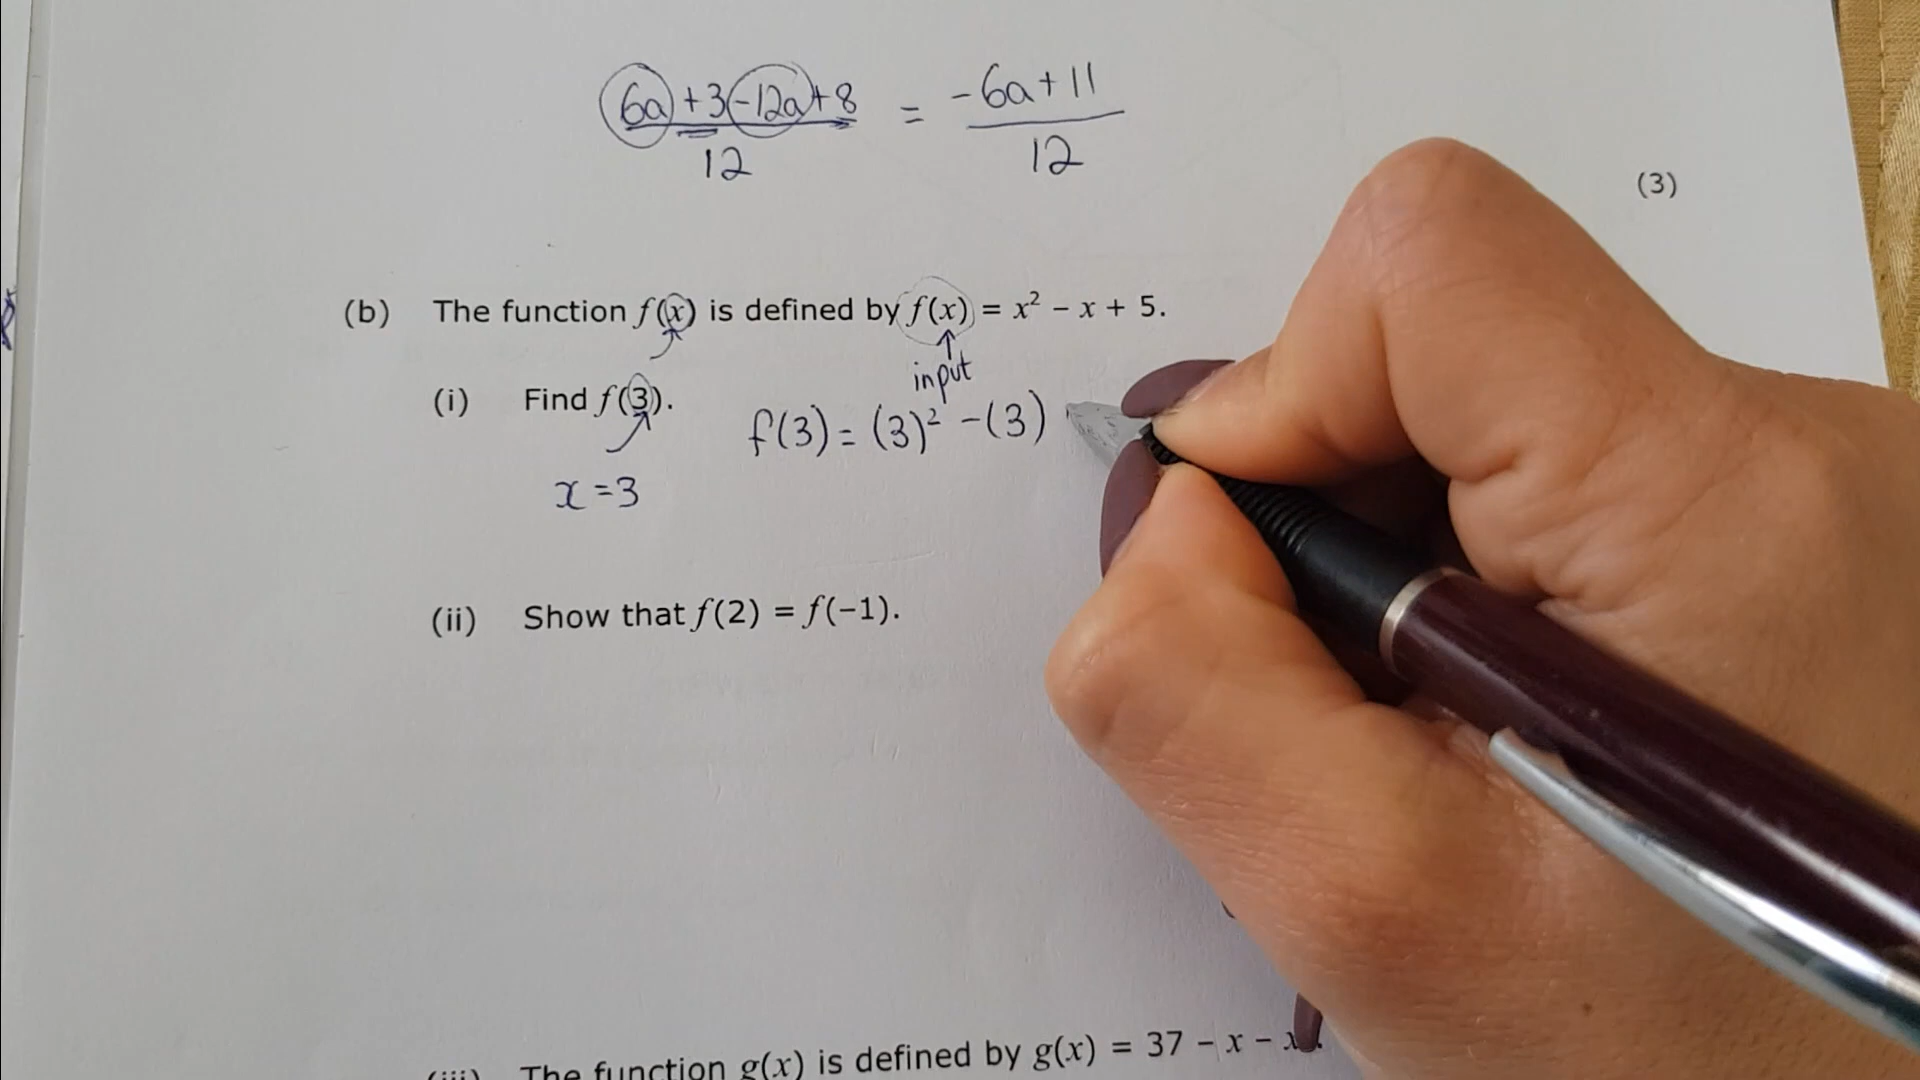 6a + 3 - 12a + 8 = -6a + 11
12 12
(3)
(b) The function f(x) is defined by f(x) = x² – x + 5.
input
(i) Find f(3). f(3) = (3)² - (3)
x = 3
(ii) Show that f(2) = f(−1).
The function g(x) is defined by g(x) = 37 – x –